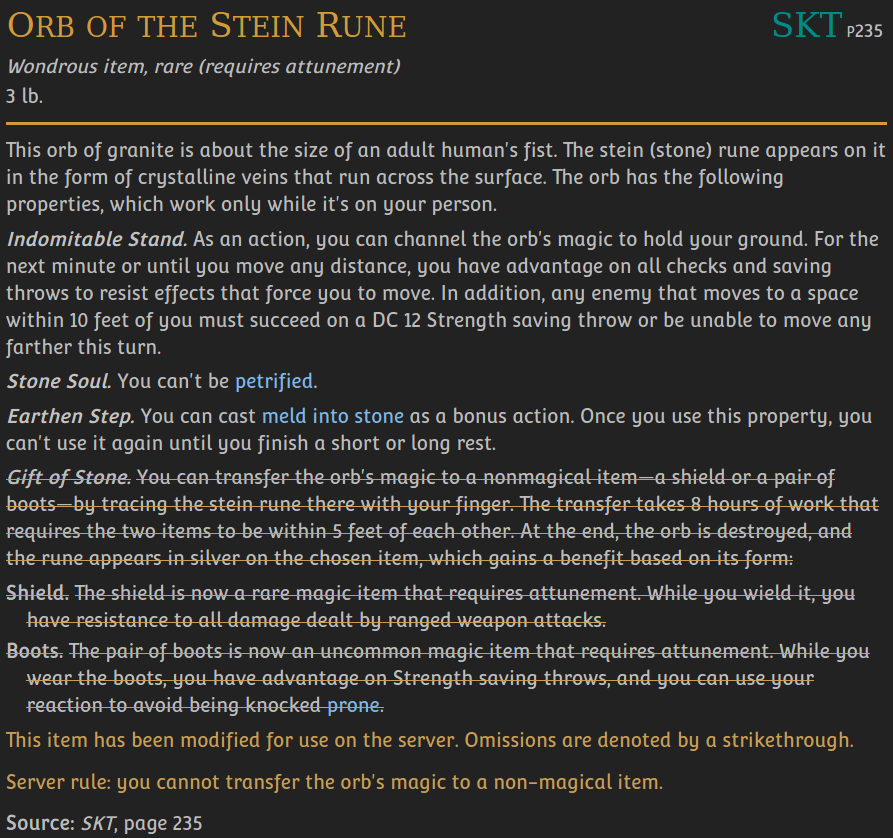 Orb of the Stein Rune SKT P235
Wondrous item, rare (requires attunement)
3 lb.
This orb of granite is about the size of an adult human's fist. The stein (stone) rune appears on it
in the form of crystalline veins that run across the surface. The orb has the following
properties, which work only while it's on your person.
Indomitable Stand. As an action, you can channel the orb's magic to hold your ground. For the
next minute or until you move any distance, you have advantage on all checks and saving
throws to resist effects that force you to move. In addition, any enemy that moves to a space
within 10 feet of you must succeed on a DC 12 Strength saving throw or be unable to move any
farther this turn.
Stone Soul. You can't be petrified.
Earthen Step. You can cast meld into stone as a bonus action. Once you use this property, you
can't use it again until you finish a short or long rest.
Gift of Stone. You can transfer the orb's magic to a nonmagical item—a shield or a pair of
boots—by tracing the stein rune there with your finger. The transfer takes 8 hours of work that
requires the two items to be within 5 feet of each other. At the end, the orb is destroyed, and
the rune appears in silver on the chosen item, which gains a benefit based on its form:
Shield. The shield is now a rare magic item that requires attunement. While you wield it, you
have resistance to all damage dealt by ranged weapon attacks.
Boots. The pair of boots is now an uncommon magic item that requires attunement. While you
wear the boots, you have advantage on Strength saving throws, and you can use your
reaction to avoid being knocked prone.
This item has been modified for use on the server. Omissions are denoted by a strikethrough.
Server rule: you cannot transfer the orb's magic to a non-magical item.
Source: SKT, page 235